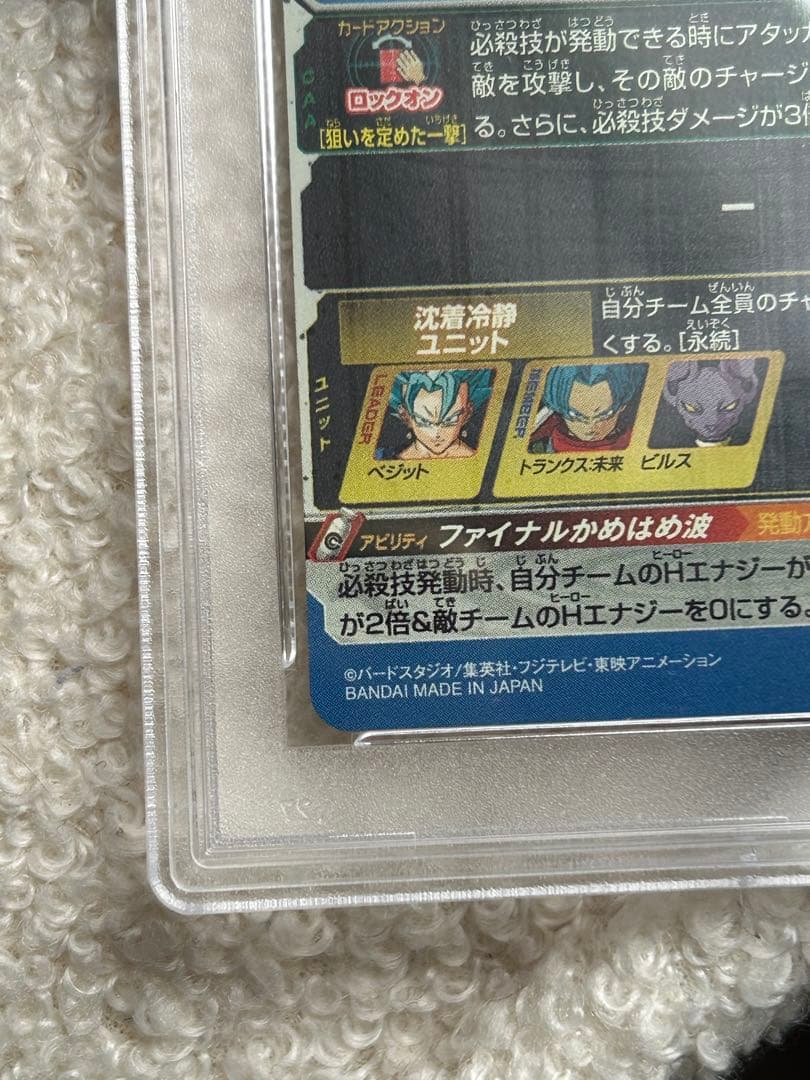 カードアクション
ロックオン
[狙いを定めた一撃]
CAA
必殺技が発動できる時にアタッカ
敵を攻撃し、その敵のチャージ
る。さらに、必殺技ダメージが3倍
ー
ユニット
沈着冷静
ユニット
自分チーム全員のチャ
くする。[永続]
LEADER
ベジット
MEMBER
トランクス:未来
ビルス
アビリティ
ファイナルかめはめ波
発動
必殺技発動時、自分チームのHエナジーが
が2倍&敵チームのHエナジーを0にする。
©バードスタジオ/集英社・フジテレビ・東映アニメーション
BANDAI MADE IN JAPAN